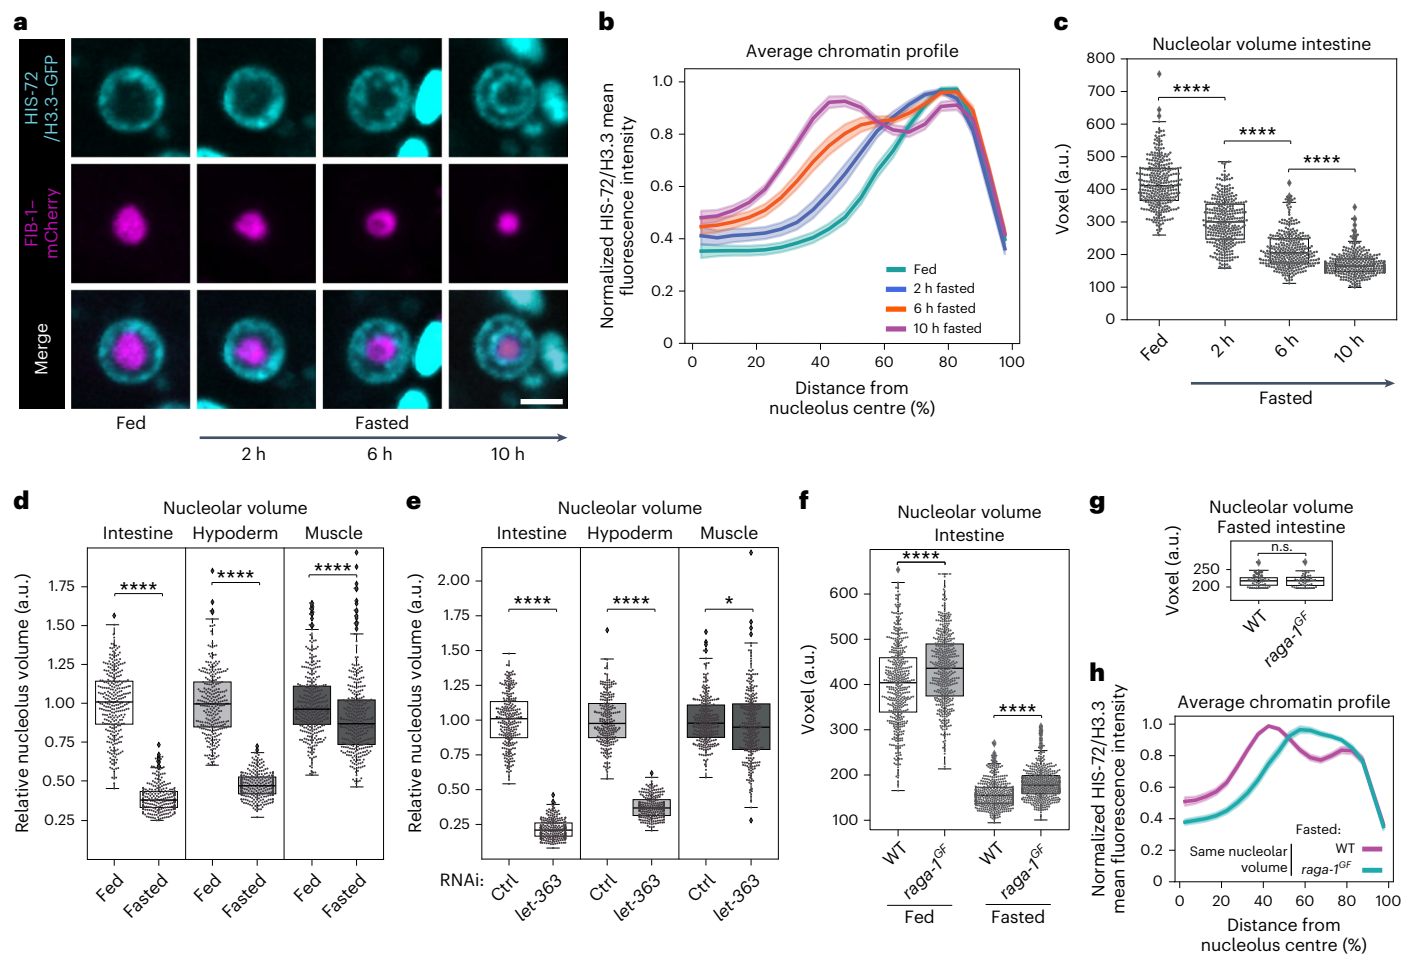 a
HIS-72
/H3.3–GFP
FIB-1–
mCherry
Merge
Fed
Fasted
2 h
6 h
10 h
b
Average chromatin profile
Normalized HIS-72/H3.3 mean
fluorescence intensity
1.0
0.8
0.6
0.4
0.2
0
0 20 40 60 80 100
Distance from
nucleolus centre (%)
Fed
2 h fasted
6 h fasted
10 h fasted
c
Nucleolar volume intestine
Voxel (a.u.)
800
700
600
500
400
300
200
100
0
**** **** ****
Fed 2 h 6 h 10 h
Fasted
d
Nucleolar volume
Intestine Hypoderm Muscle
Relative nucleolus volume (a.u.)
1.75
1.50
1.25
1.00
0.75
0.50
0.25
**** **** ****
Fed Fasted Fed Fasted Fed Fasted
e
Nucleolar volume
Intestine Hypoderm Muscle
Relative nucleolus volume (a.u.)
2.00
1.75
1.50
1.25
1.00
0.75
0.50
0.25
**** **** *
RNAi: Ctrl let-363 Ctrl let-363 Ctrl let-363
f
Nucleolar volume
Intestine
Voxel (a.u.)
600
500
400
300
200
100
**** ****
WT raga-1GF WT raga-1GF
Fed Fasted
g
Nucleolar volume
Fasted intestine
Voxel (a.u.)
250
200
n.s.
WT raga-1GF
h
Average chromatin profile
Normalized HIS-72/H3.3
mean fluorescence intensity
1.0
0.8
0.6
0.4
0.2
0
0 20 40 60 80 100
Distance from
nucleolus centre (%)
Fasted:
Same nucleolar
volume
WT
raga-1GF